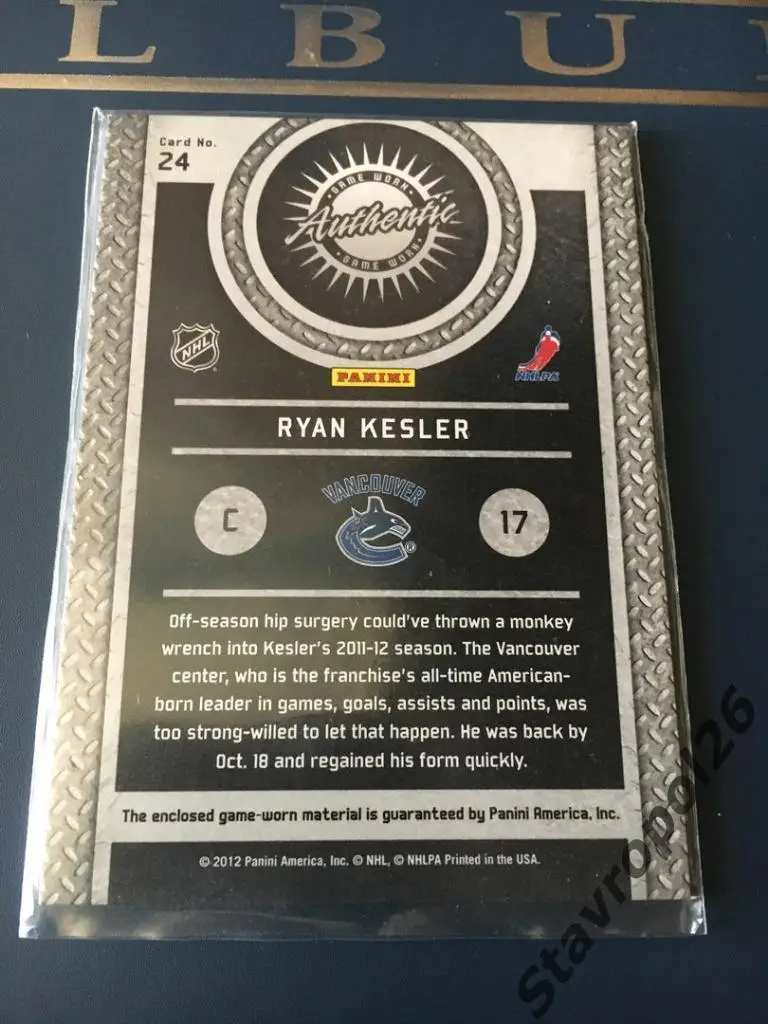 L B U
Card No.
24
GAME WORN
Authentic
GAME WORN
NHL
NHLPA
PANINI
RYAN KESLER
C
VANCOUVER
®
17
Off-season hip surgery could've thrown a monkey
wrench into Kesler's 2011-12 season. The Vancouver
center, who is the franchise's all-time American-
born leader in games, goals, assists and points, was
too strong-willed to let that happen. He was back by
Oct. 18 and regained his form quickly.
The enclosed game-worn material is guaranteed by Panini America, Inc.
© 2012 Panini America, Inc. © NHL, © NHLPA Printed in the USA.
Stavropol26